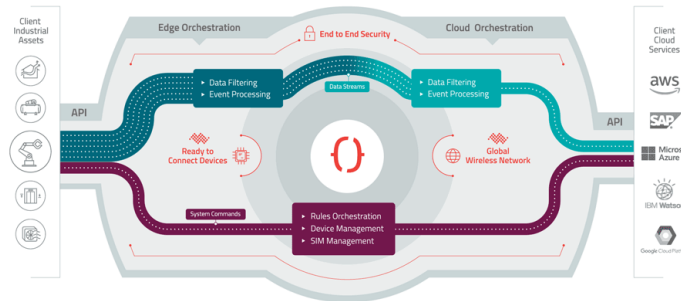 Client
Industrial
Assets
Edge Orchestration
End to End Security
Cloud Orchestration
Client
Cloud
Services
Data Filtering
Event Processing
Data Streams
Data Filtering
Event Processing
aws
API
API
SAP
Ready to
Connect Devices
{}
Global
Wireless Network
Micros
Azure
IBM Watson
System Commands
Rules Orchestration
Device Management
SIM Management
Google Cloud Platf